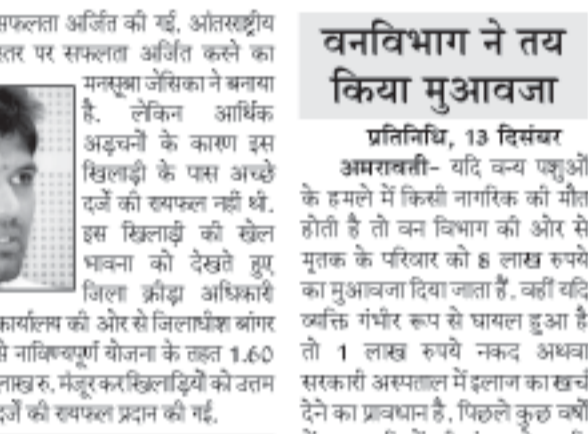 सफलता अर्जित की गई, आंतरराष्ट्रीय
स्तर पर सफलता अर्जित करने का
मनसूबा जेसिका ने बनाया
है. लेकिन आर्थिक
अड़चनों के कारण इस
खिलाड़ी के पास अच्छे
दर्जे की रायफल नहीं थी.
इस खिलाड़ी की खेल
भावना को देखते हुए
जिला क्रीड़ा अधिकारी
कार्यालय की ओर से जिलाधीश बांगर
से नाविण्यपूर्ण योजना के तहत 1.60
लाख रु. मंजूर कर खिलाड़ियों को उत्तम
दर्जे की रायफल प्रदान की गई.
वनविभाग ने तय
किया मुआवजा
प्रतिनिधि, 13 दिसंबर
अमरावती- यदि वन्य पशुओं
के हमले में किसी नागरिक की मौत
होती है तो वन विभाग की ओर से
मृतक के परिवार को 8 लाख रुपये
का मुआवजा दिया जाता हैं. वहीं यदि
व्यक्ति गंभीर रूप से घायल हुआ है
तो 1 लाख रुपये नकद अथवा
सरकारी अस्पताल में इलाज का खर्च
देने का प्रावधान है, पिछले कुछ वर्षों